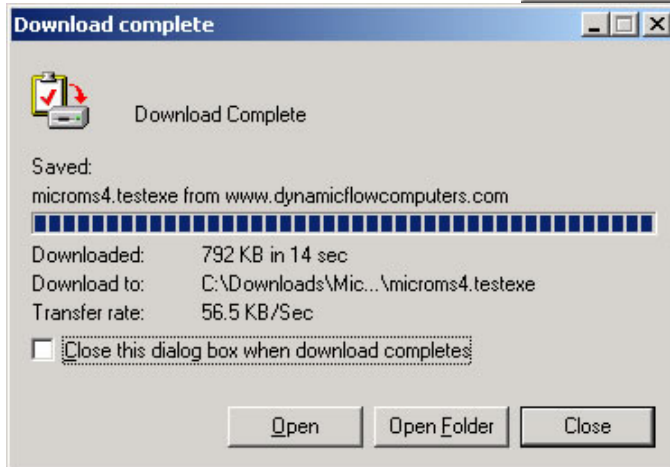 Download complete
Download Complete
Saved:
microms4.testexe from www.dynamicflowcomputers.com
Downloaded: 792 KB in 14 sec
Download to: C:\Downloads\Mic...\microms4.testexe
Transfer rate: 56.5 KB/Sec
Close this dialog box when download completes
Open Open Folder Close